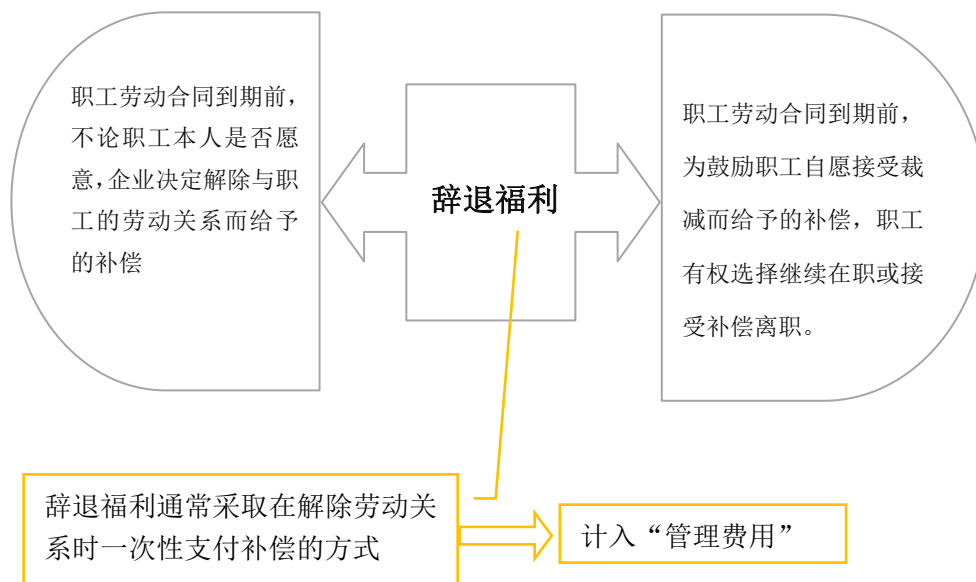 职工劳动合同到期前，
不论职工本人是否愿
意，企业决定解除与职
工的劳动关系而给予
的补偿
辞退福利
职工劳动合同到期前，
为鼓励职工自愿接受裁
减而给予的补偿，职工
有权选择继续在职或接
受补偿离职。
辞退福利通常采取在解除劳动关
系时一次性支付补偿的方式
计入“管理费用”